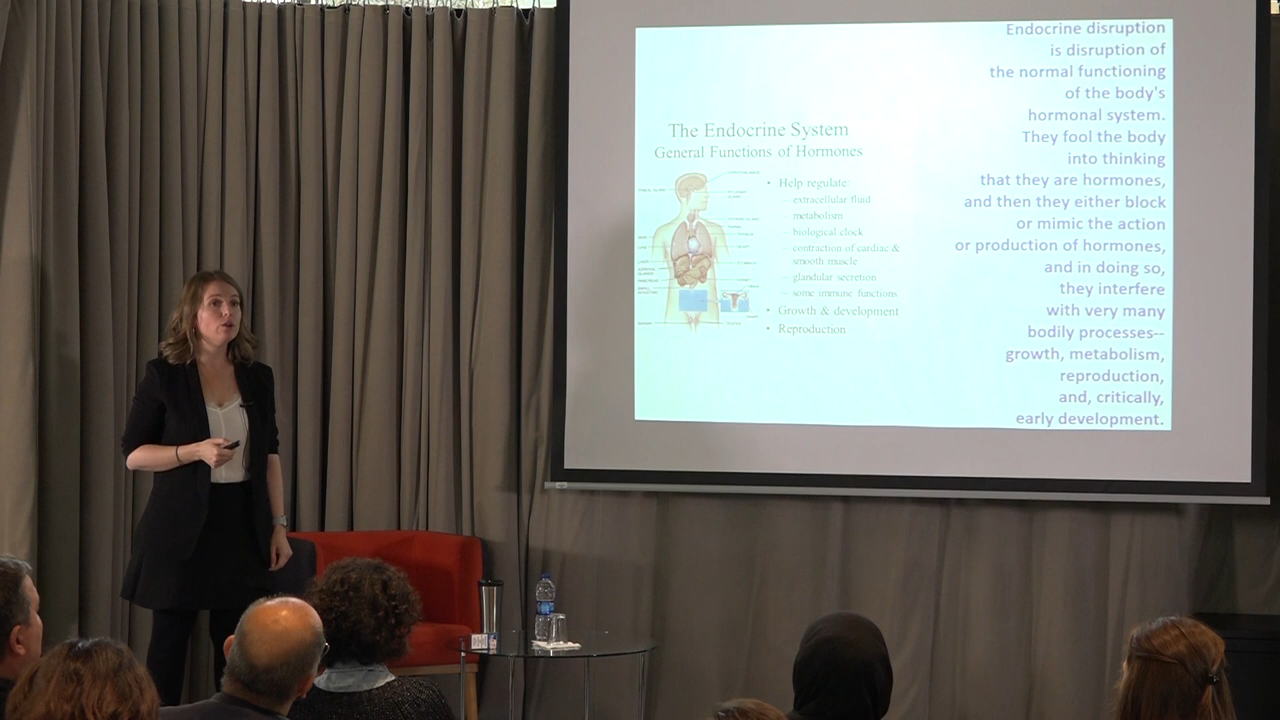 The Endocrine System
General Functions of Hormones
• Help regulate:
– extracellular fluid
– metabolism
– biological clock
– contraction of cardiac &
smooth muscle
– glandular secretion
– some immune functions
• Growth & development
• Reproduction
Endocrine disruption
is disruption of
the normal functioning
of the body's
hormonal system.
They fool the body
into thinking
that they are hormones,
and then they either block
or mimic the action
or production of hormones,
and in doing so,
they interfere
with very many
bodily processes--
growth, metabolism,
reproduction,
and, critically,
early development.